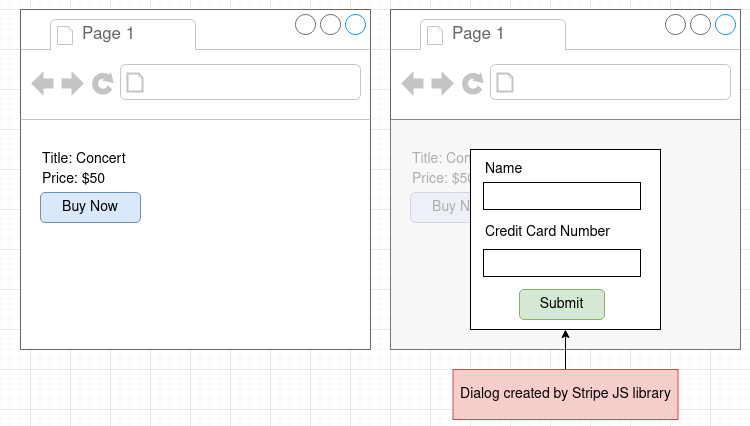 Page 1
Title: Concert
Price: $50
Buy Now
Page 1
Title: Con
Price: $50
Buy N
Name
Credit Card Number
Submit
Dialog created by Stripe JS library